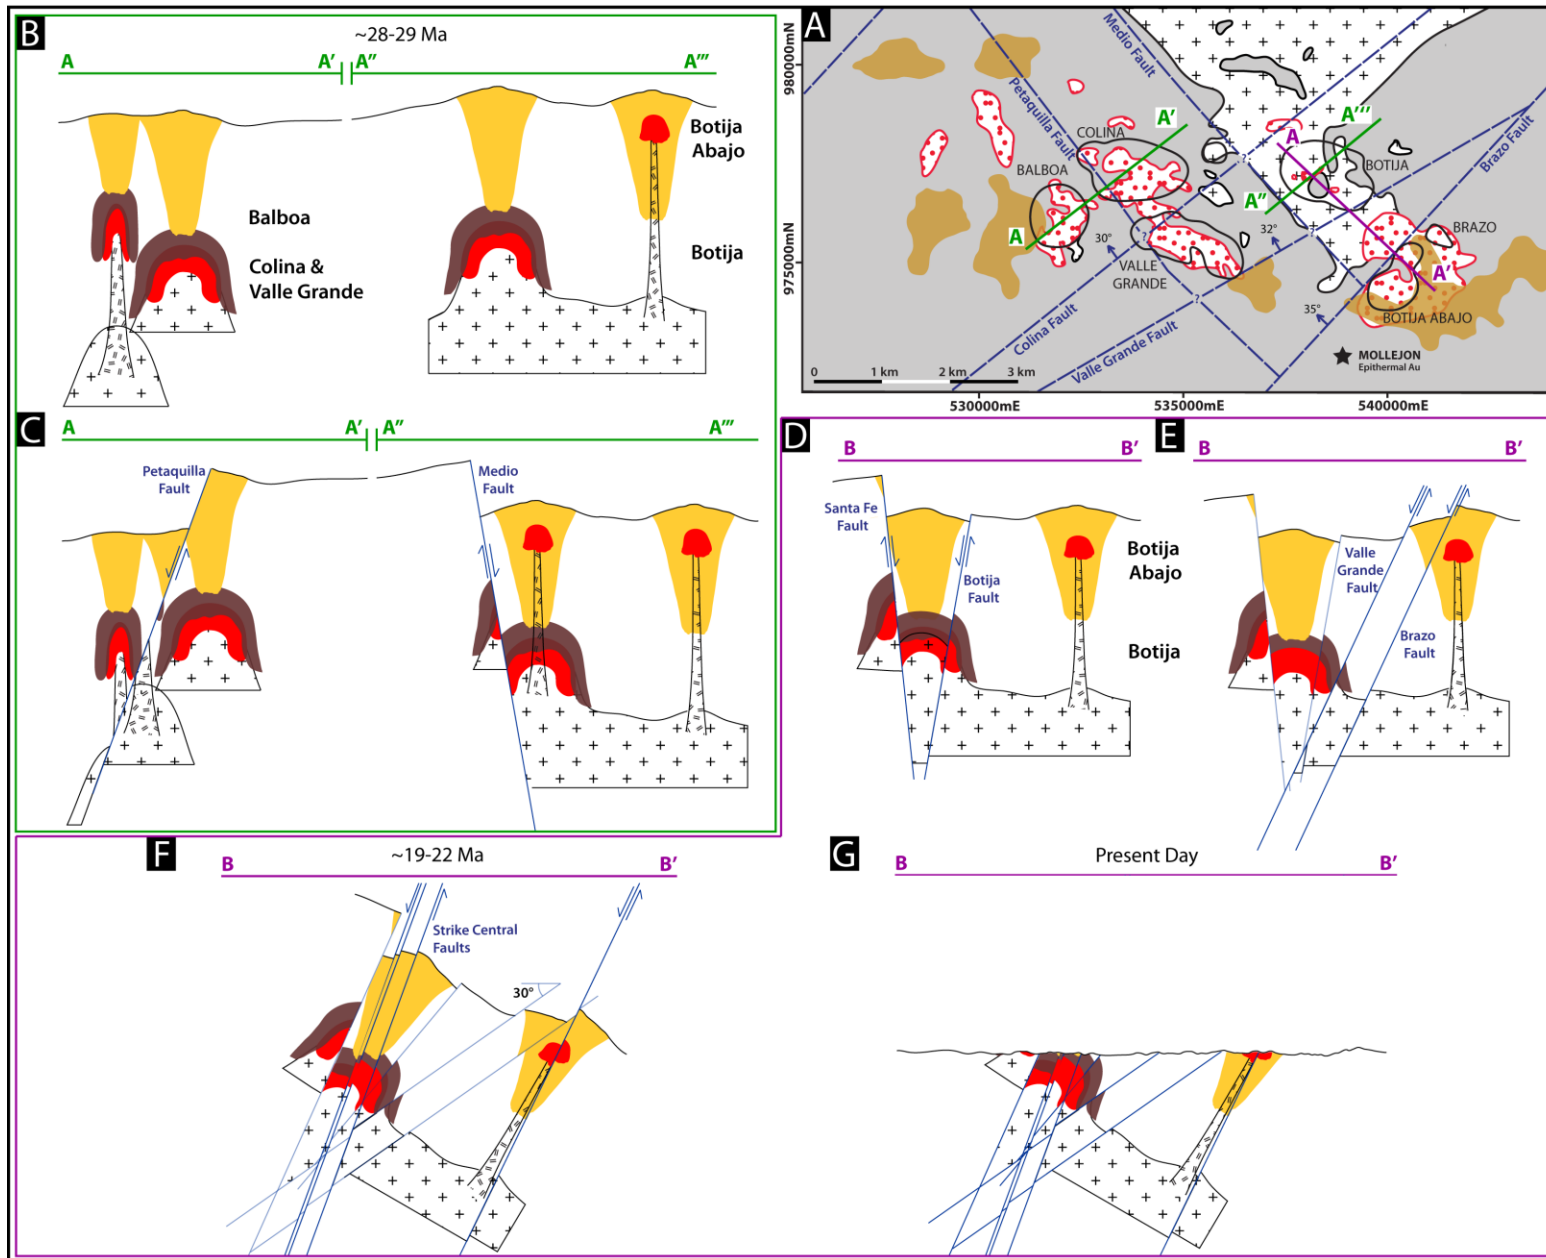 B
~28-29 Ma
A
A'
A''
A'''
Balboa
Colina &
Valle Grande
Botija
Abajo
Botija
A
980000mN
975000mN
Medio Fault
Petaquilla Fault
COLINA
A'
BALBOA
A
30°
VALLE
GRANDE
?
?
?
?
A
A'''
A''
BOTIJA
Brazo Fault
32°
BRAZO
A'
35°
BOTIJA ABAJO
Colina Fault
Valle Grande Fault
MOLLEJON
Epithermal Au
0
1 km
2 km
3 km
530000mE
535000mE
540000mE
C
A
A'
A''
A'''
Petaquilla
Fault
Medio
Fault
D
B
B'
Santa Fe
Fault
Botija
Fault
Botija
Abajo
Botija
E
B
B'
Valle
Grande
Fault
Brazo
Fault
F
~19-22 Ma
B
B'
Strike Central
Faults
30°
G
Present Day
B
B'